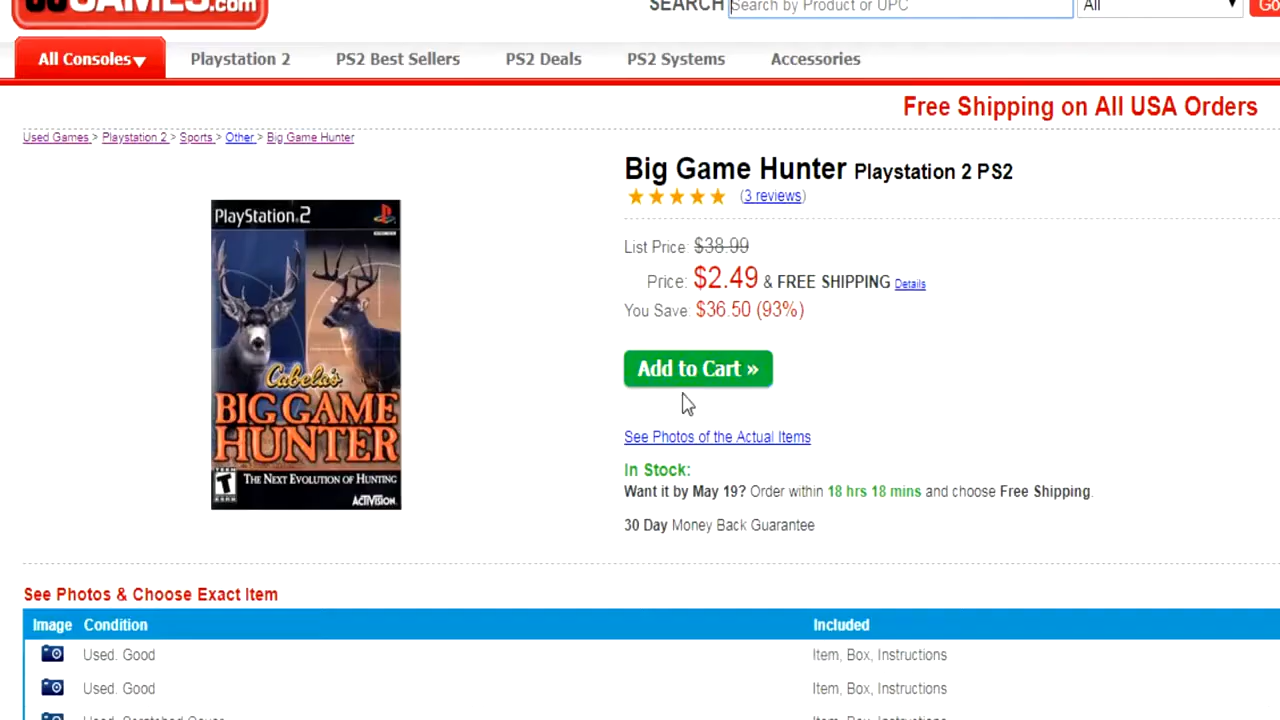 GAMES.com
SEARCH Search by Product or UPC All Go
All Consoles Playstation 2 PS2 Best Sellers PS2 Deals PS2 Systems Accessories
Free Shipping on All USA Orders
Used Games > Playstation 2 > Sports > Other > Big Game Hunter
Big Game Hunter Playstation 2 PS2
(3 reviews)
List Price: $38.99
Price: $2.49 & FREE SHIPPING Details
You Save: $36.50 (93%)
Add to Cart »
See Photos of the Actual Items
In Stock:
Want it by May 19? Order within 18 hrs 18 mins and choose Free Shipping.
30 Day Money Back Guarantee
PlayStation 2
Cabela's
BIG GAME
HUNTER
TEEN
T
THE NEXT EVOLUTION OF HUNTING
ACTIVISION
See Photos & Choose Exact Item
Image Condition Included
Used. Good Item, Box, Instructions
Used. Good Item, Box, Instructions